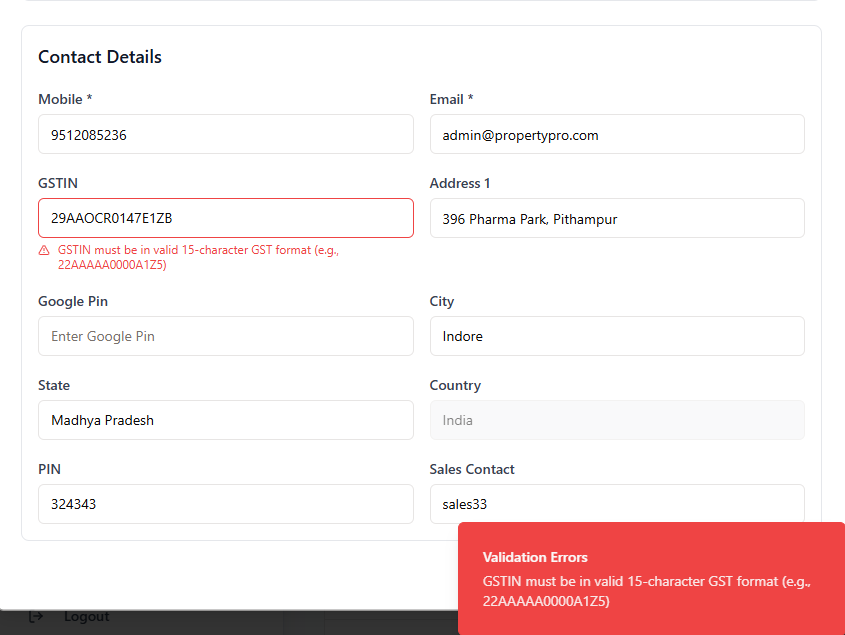 Contact Details
Mobile *
Email *
9512085236
admin@propertypro.com
GSTIN
Address 1
29AAOCR0147E1ZB
396 Pharma Park, Pithampur
GSTIN must be in valid 15-character GST format (e.g.,
22AAAAA0000A1Z5)
Google Pin
City
Enter Google Pin
Indore
State
Country
Madhya Pradesh
India
PIN
Sales Contact
324343
sales33
Validation Errors
GSTIN must be in valid 15-character GST format (e.g.,
22AAAAA0000A1Z5)
Logout